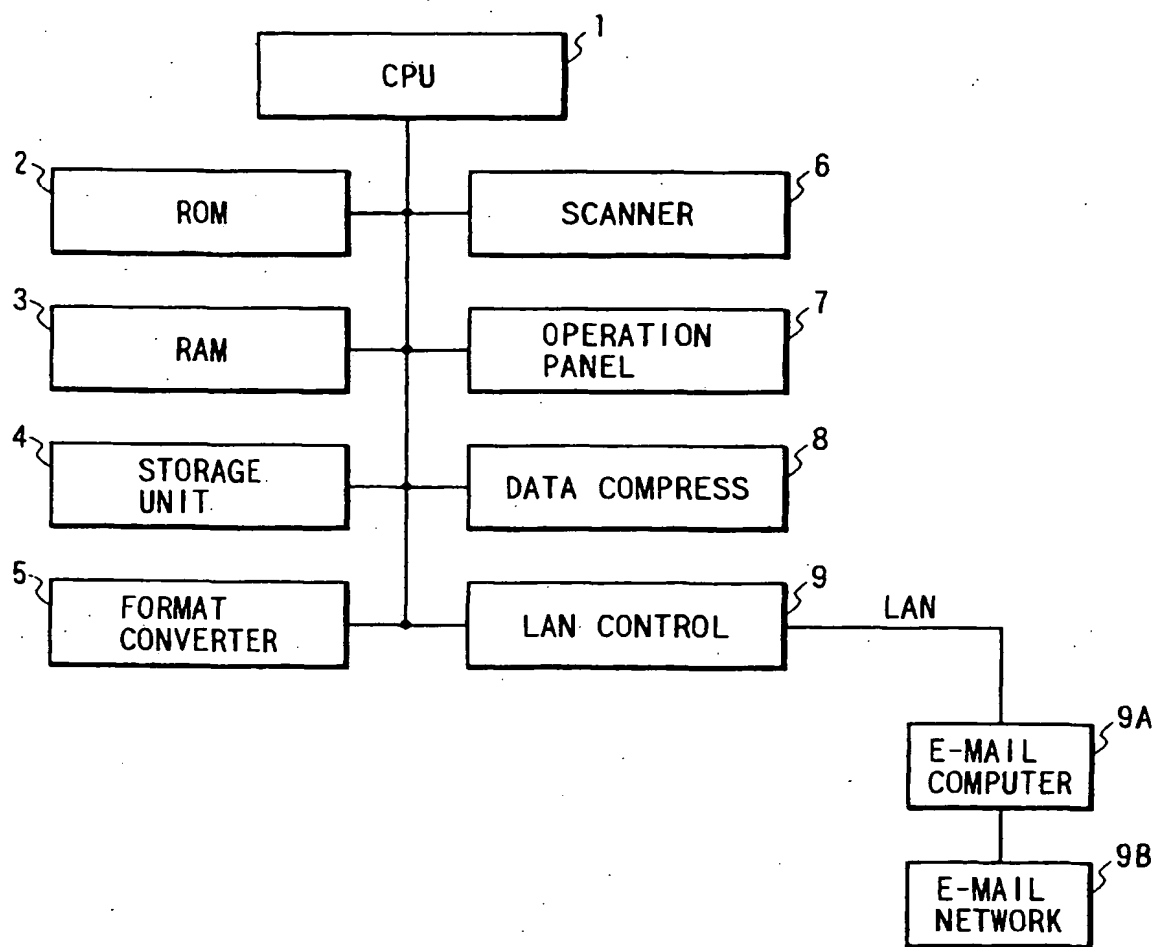 1
CPU
2
ROM
6
SCANNER
3
RAM
7
OPERATION
PANEL
4
STORAGE
UNIT
8
DATA COMPRESS
5
FORMAT
CONVERTER
9
LAN CONTROL
LAN
9A
E-MAIL
COMPUTER
9B
E-MAIL
NETWORK